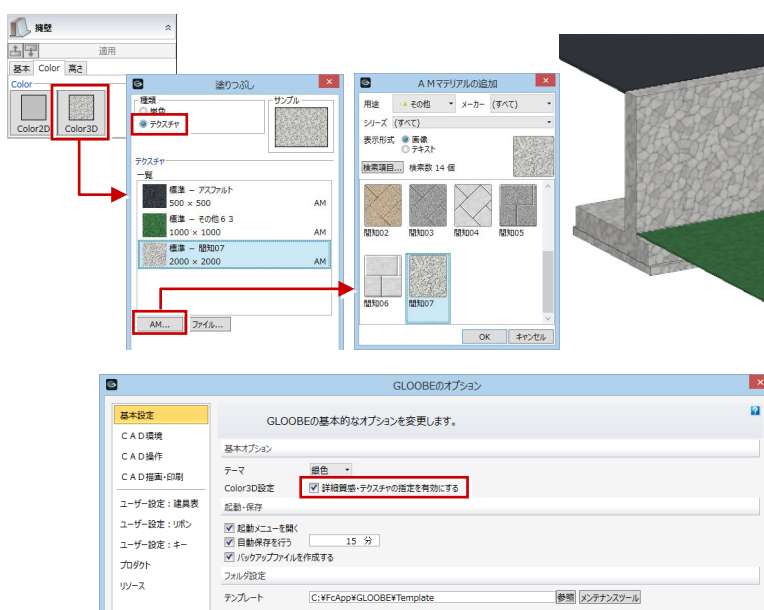 擁壁
適用
基本 Color 高さ
Color
Color2D Color3D
塗りつぶし
種類
単色
テクスチャ
サンプル
テクスチャ
一覧
標準 － アスファルト
500 × 500 AM
標準 － その他６３
1000 × 1000 AM
標準 － 間知07
2000 × 2000 AM
AM... ファイル...
ＡＭマテリアルの追加
用途 その他 メーカー (すべて)
シリーズ (すべて)
表示形式 画像
テキスト
検索項目... 検索数 14 個
間知02 間知03 間知04 間知05
間知06 間知07
OK キャンセル
GLOOBEのオプション
基本設定
ＣＡＤ環境
ＣＡＤ操作
ＣＡＤ描画・印刷
ユーザー設定：建具表
ユーザー設定：リボン
ユーザー設定：キー
プロダクト
リソース
GLOOBEの基本的なオプションを変更します。
基本オプション
テーマ 銀色
Color3D設定 詳細質感・テクスチャの指定を有効にする
起動・保存
起動メニューを開く
自動保存を行う 15 分
バックアップファイルを作成する
フォルダ設定
テンプレート C:¥FcApp¥GLOOBE¥Template 参照 メンテナンスツール